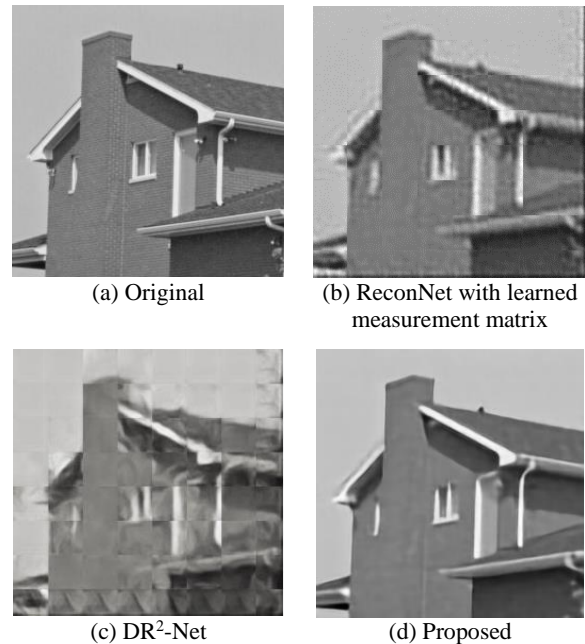 (a) Original
(b) ReconNet with learned
measurement matrix
(c) DR²-Net
(d) Proposed